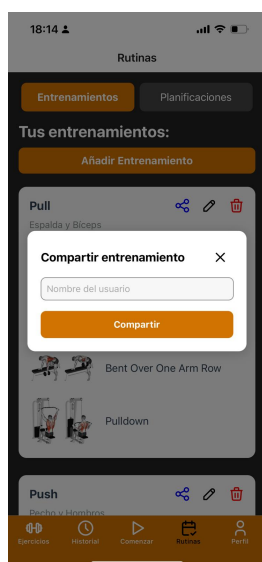 18:14
Rutinas
Entrenamientos
Planificaciones
Tus entrenamientos:
Añadir Entrenamiento
Pull
Espalda y Bíceps
Compartir entrenamiento
Nombre del usuario
Compartir
Bent Over One Arm Row
Pulldown
Push
Pecho y Hombros
Ejercicios
Historial
Comenzar
Rutinas
Perfil